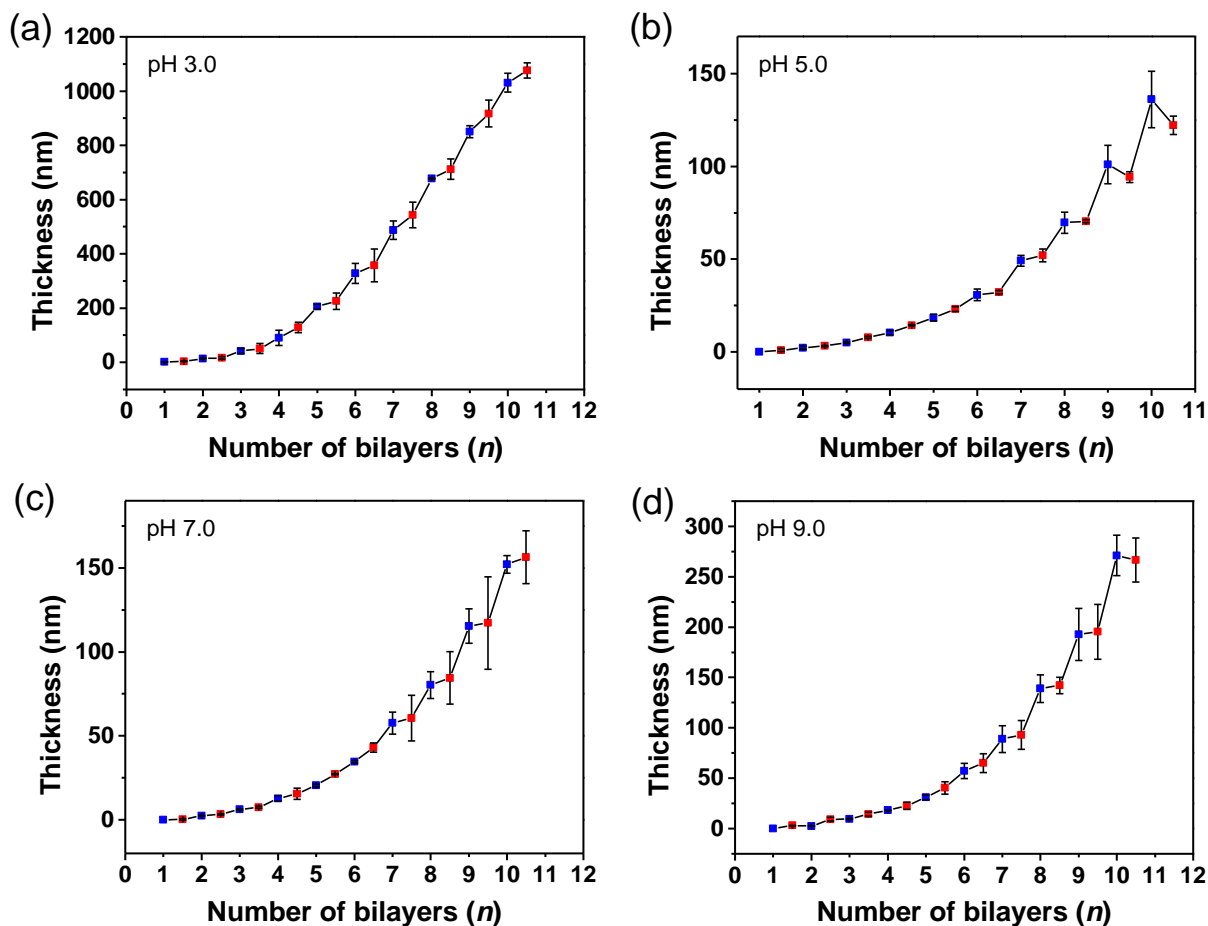 (a)
pH 3.0
1200
1000
800
600
400
200
0
Thickness (nm)
0 1 2 3 4 5 6 7 8 9 10 11 12
Number of bilayers (n)
(b)
pH 5.0
150
100
50
0
Thickness (nm)
1 2 3 4 5 6 7 8 9 10 11
Number of bilayers (n)
(c)
pH 7.0
150
100
50
0
Thickness (nm)
0 1 2 3 4 5 6 7 8 9 10 11 12
Number of bilayers (n)
(d)
pH 9.0
300
250
200
150
100
50
0
Thickness (nm)
0 1 2 3 4 5 6 7 8 9 10 11 12
Number of bilayers (n)